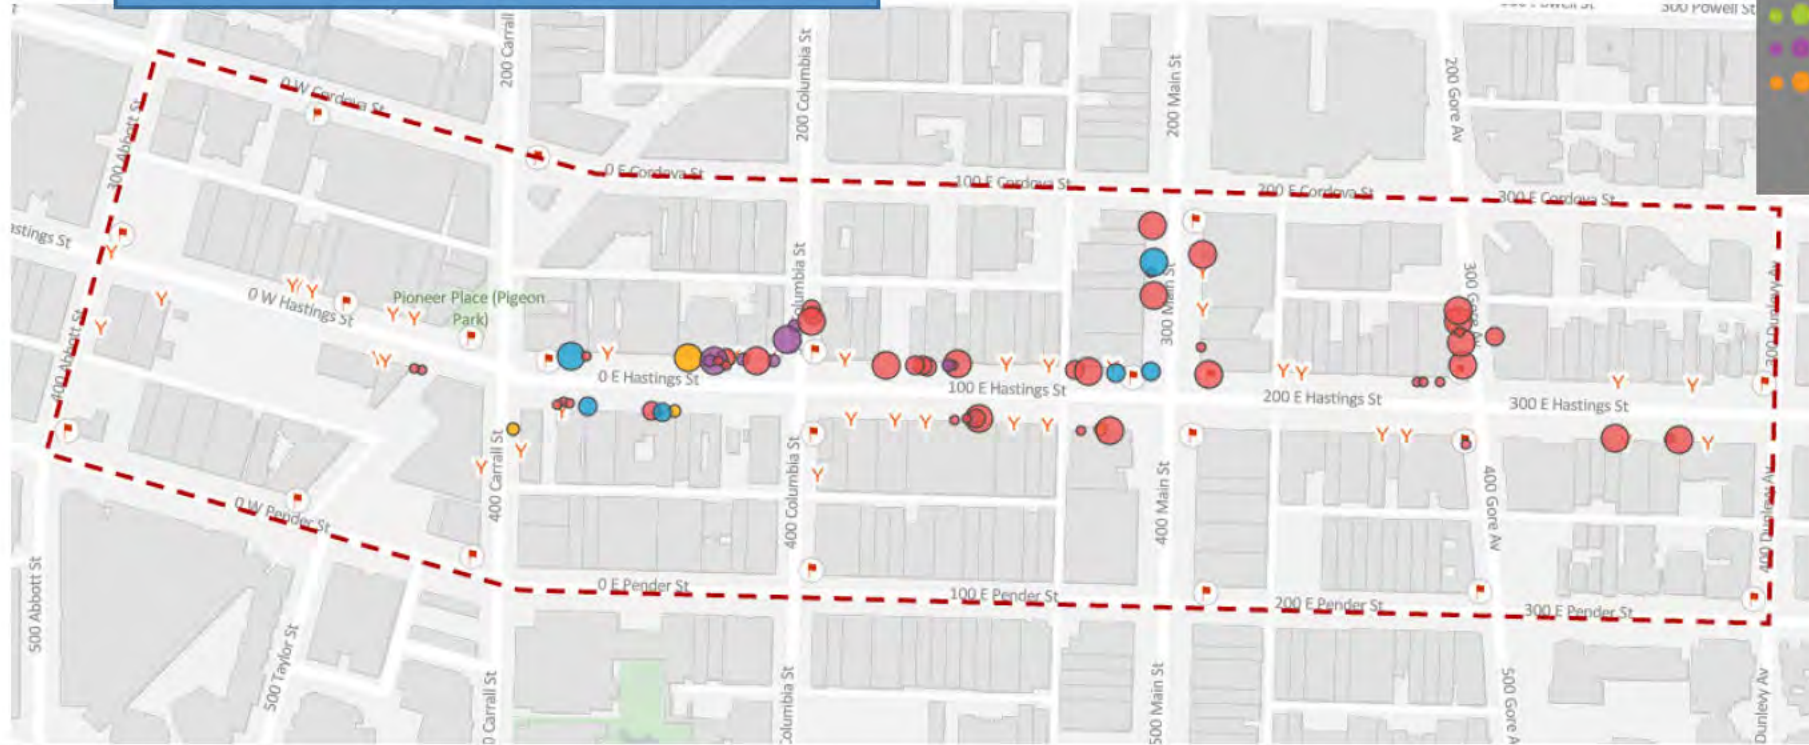 300 Powell St
200 Carrall
200 Columbia St
200 Main St
200 Gore Av
0 W Cordova St
300 Abbott St
0 E Cordova St
100 E Cordova St
200 E Cordova St
300 E Cordova St
astings St
0 W Hastings St
Pioneer Place (Pigeon
Park)
olumbia St
300 Main St
300 Gore Av
300 Dunlevy Av
400 Abbott St
0 E Hastings St
100 E Hastings St
200 E Hastings St
300 E Hastings St
400 Carrall St
400 Columbia St
400 Main St
400 Gore Av
400 Dunlevy Av
0 W Pender St
0 E Pender St
100 E Pender St
200 E Pender St
300 E Pender St
500 Abbott St
500 Taylor St
0 Carrall St
Columbia St
500 Main St
500 Gore A
Dunlevy Av